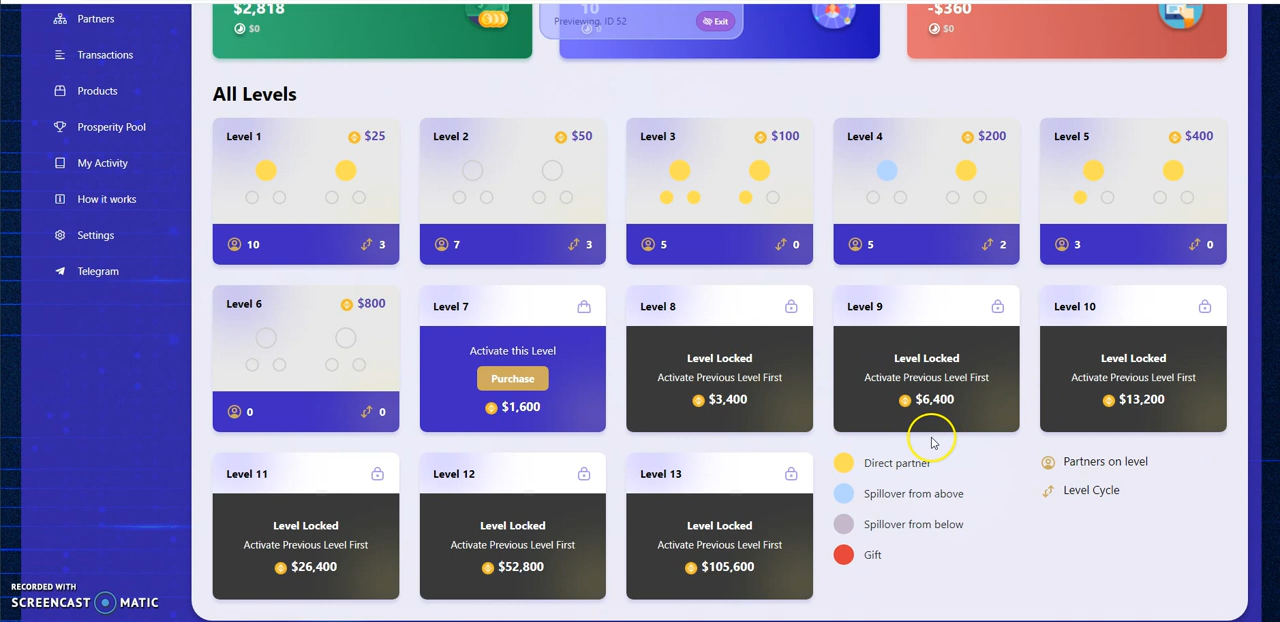 Partners
Transactions
Products
Prosperity Pool
My Activity
How it works
Settings
Telegram
$2,818
$0
10
0
Previewing, ID 52
Exit
-$360
$0
All Levels
Level 1 $25
10 3
Level 2 $50
7 3
Level 3 $100
5 0
Level 4 $200
5 2
Level 5 $400
3 0
Level 6 $800
0 0
Level 7
Activate this Level
Purchase
$1,600
Level 8
Level Locked
Activate Previous Level First
$3,400
Level 9
Level Locked
Activate Previous Level First
$6,400
Level 10
Level Locked
Activate Previous Level First
$13,200
Level 11
Level Locked
Activate Previous Level First
$26,400
Level 12
Level Locked
Activate Previous Level First
$52,800
Level 13
Level Locked
Activate Previous Level First
$105,600
Direct partner
Spillover from above
Spillover from below
Gift
Partners on level
Level Cycle
RECORDED WITH
SCREENCAST MATIC